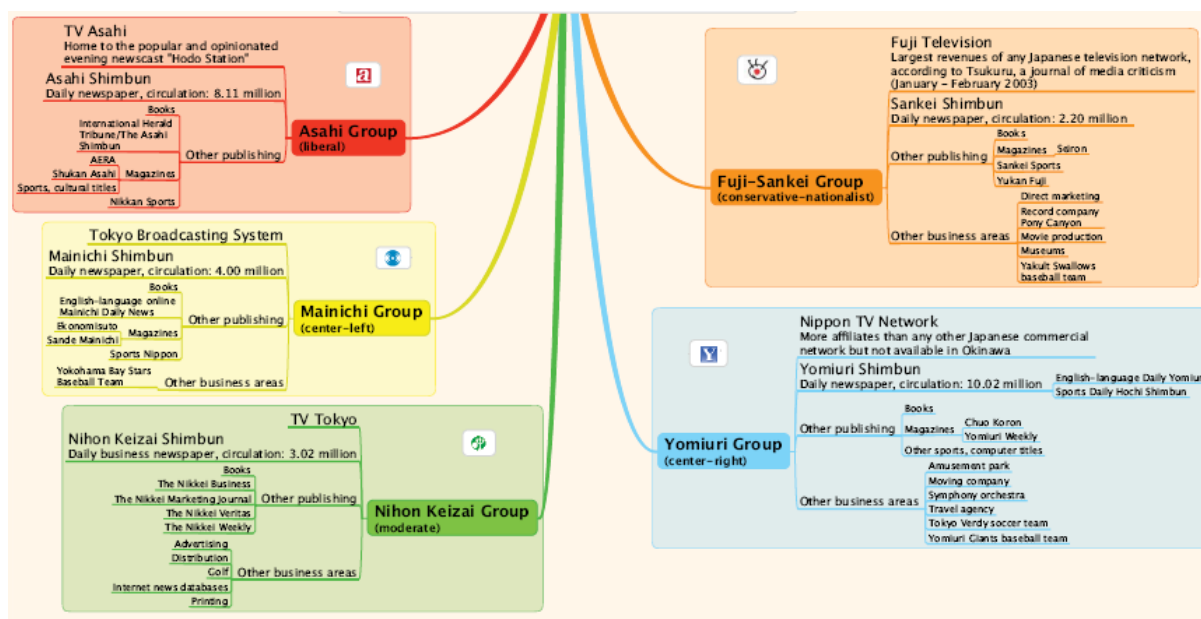 TV Asahi
Home to the popular and opinionated
evening newscast "Hodo Station"
Asahi Shimbun
Daily newspaper, circulation: 8.11 million
Books
International Herald
Tribune/The Asahi
Shimbun
AERA
Shukan Asahi
Sports, cultural titles
Magazines
Nikkan Sports
Other publishing
Asahi Group
(liberal)
a
Tokyo Broadcasting System
Mainichi Shimbun
Daily newspaper, circulation: 4.00 million
Books
English-language online
Mainichi Daily News
Ekonomisuto
Sande Mainichi
Magazines
Sports Nippon
Other publishing
Yokohama Bay Stars
Baseball Team
Other business areas
Mainichi Group
(center-left)
TV Tokyo
Nihon Keizai Shimbun
Daily business newspaper, circulation: 3.02 million
Books
The Nikkei Business
The Nikkei Marketing Journal
The Nikkei Veritas
The Nikkei Weekly
Other publishing
Advertising
Distribution
Golf
Internet news databases
Printing
Other business areas
Nihon Keizai Group
(moderate)
Fuji Television
Largest revenues of any Japanese television network,
according to Tsukuru, a journal of media criticism
(January - February 2003)
Sankei Shimbun
Daily newspaper, circulation: 2.20 million
Other publishing
Books
Magazines
Seiron
Sankei Sports
Yukan Fuji
Other business areas
Direct marketing
Record company
Pony Canyon
Movie production
Museums
Yakult Swallows
baseball team
Fuji-Sankei Group
(conservative-nationalist)
Nippon TV Network
More affiliates than any other Japanese commercial
network but not available in Okinawa
Yomiuri Shimbun
Daily newspaper, circulation: 10.02 million
English-language Daily Yomiur
Sports Daily Hochi Shimbun
Other publishing
Books
Magazines
Chuo Koron
Yomiuri Weekly
Other sports, computer titles
Other business areas
Amusement park
Moving company
Symphony orchestra
Travel agency
Tokyo Verdy soccer team
Yomiuri Giants baseball team
Yomiuri Group
(center-right)
Y